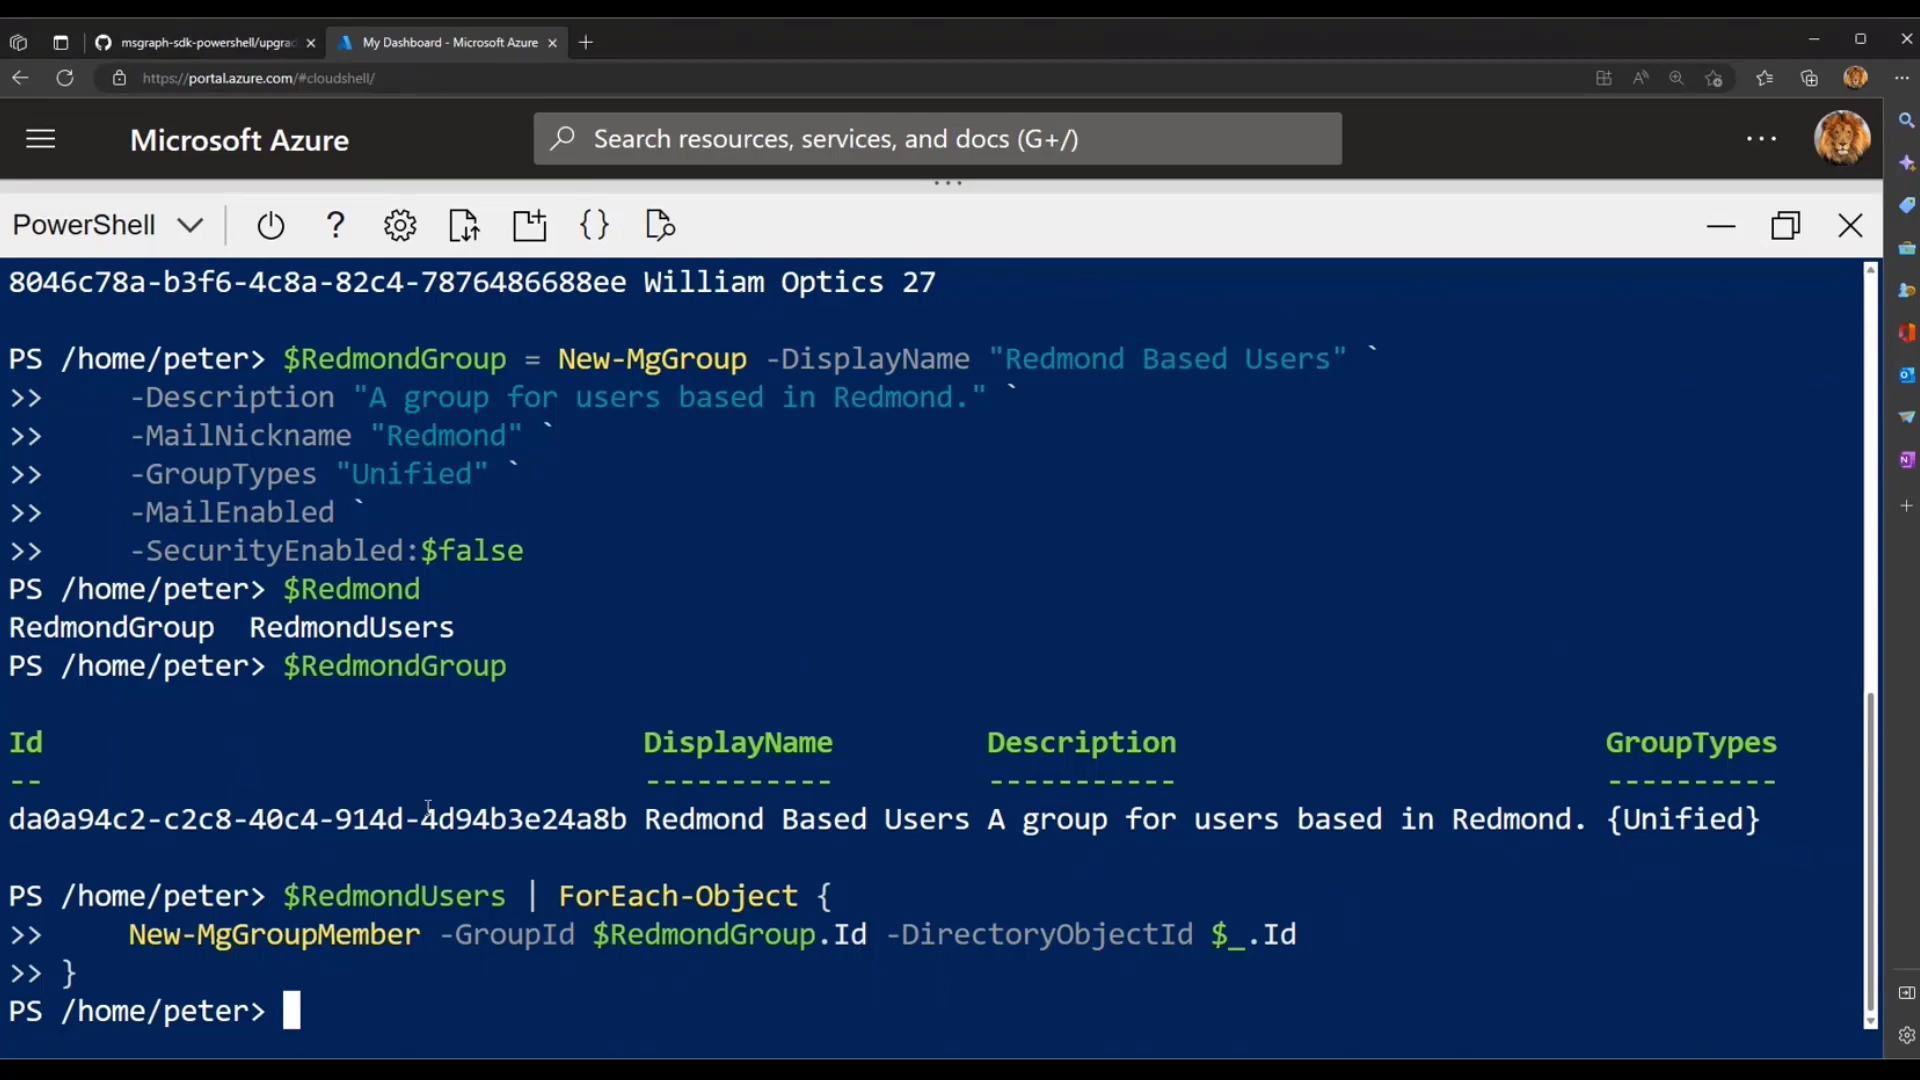 msgraph-sdk-powershell/upgrad
My Dashboard - Microsoft Azure
https://portal.azure.com/#cloudshell/
Microsoft Azure
Search resources, services, and docs (G+/)
PowerShell
8046c78a-b3f6-4c8a-82c4-7876486688ee William Optics 27
PS /home/peter> $RedmondGroup = New-MgGroup -DisplayName "Redmond Based Users" `
>>      -Description "A group for users based in Redmond." `
>>      -MailNickname "Redmond" `
>>      -GroupTypes "Unified" `
>>      -MailEnabled `
>>      -SecurityEnabled:$false
PS /home/peter> $Redmond
RedmondGroup  RedmondUsers
PS /home/peter> $RedmondGroup
Id                                   DisplayName         Description                         GroupTypes
--                                   -----------         -----------                         ----------
da0a94c2-c2c8-40c4-914d-4d94b3e24a8b Redmond Based Users A group for users based in Redmond. {Unified}
PS /home/peter> $RedmondUsers | ForEach-Object {
>>      New-MgGroupMember -GroupId $RedmondGroup.Id -DirectoryObjectId $_.Id
>> }
PS /home/peter>